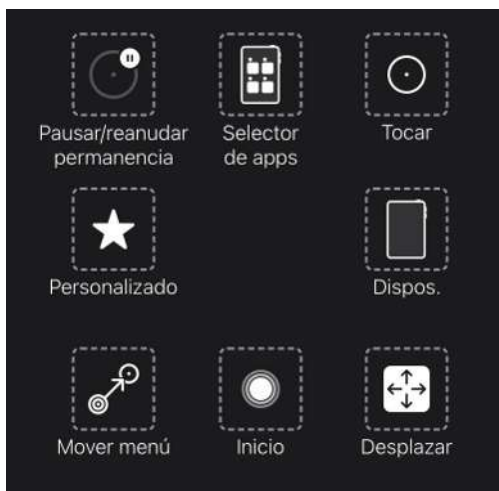 Pausar/reanudar
permanencia
Selector
de apps
Tocar
Personalizado
Dispos.
Mover menú
Inicio
Desplazar